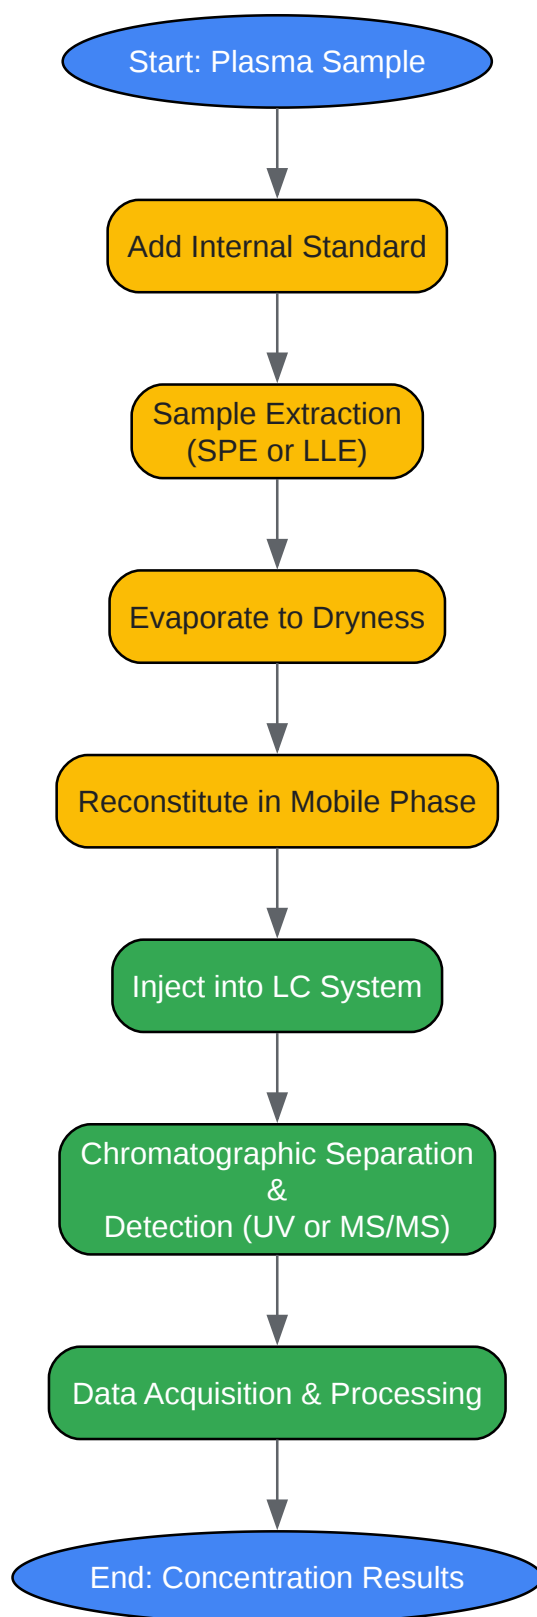 Start: Plasma Sample
Add Internal Standard
Sample Extraction
(SPE or LLE)
Evaporate to Dryness
Reconstitute in Mobile Phase
Inject into LC System
Chromatographic Separation
&
Detection (UV or MS/MS)
Data Acquisition & Processing
End: Concentration Results